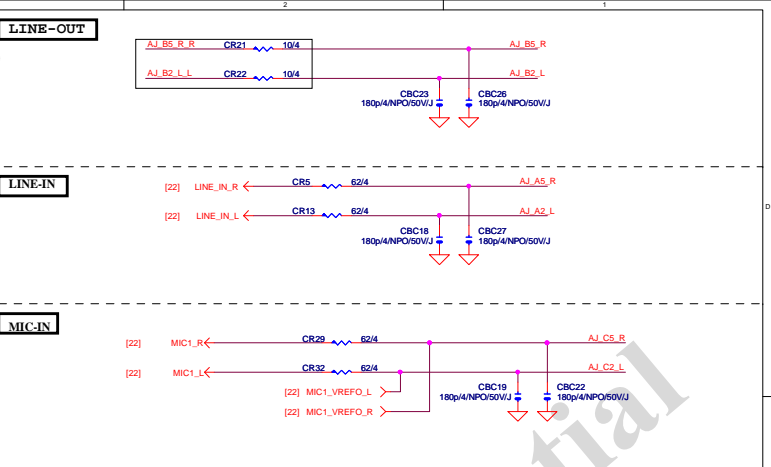 2
1
LINE-OUT
AJ_B5_R_R CR21 10/4 AJ_B5_R
AJ_B2_L_L CR22 10/4 AJ_B2_L
CBC23 CBC26
180p/4/NPO/50V/J 180p/4/NPO/50V/J
LINE-IN
[22] LINE_IN_R CR5 62/4 AJ_A5_R
[22] LINE_IN_L CR13 62/4 AJ_A2_L
D
CBC18 CBC27
180p/4/NPO/50V/J 180p/4/NPO/50V/J
MIC-IN
[22] MIC1_R CR29 62/4 AJ_C5_R
[22] MIC1_L CR32 62/4 AJ_C2_L
[22] MIC1_VREFO_L CBC19 CBC22
180p/4/NPO/50V/J 180p/4/NPO/50V/J
[22] MIC1_VREFO_R
tial